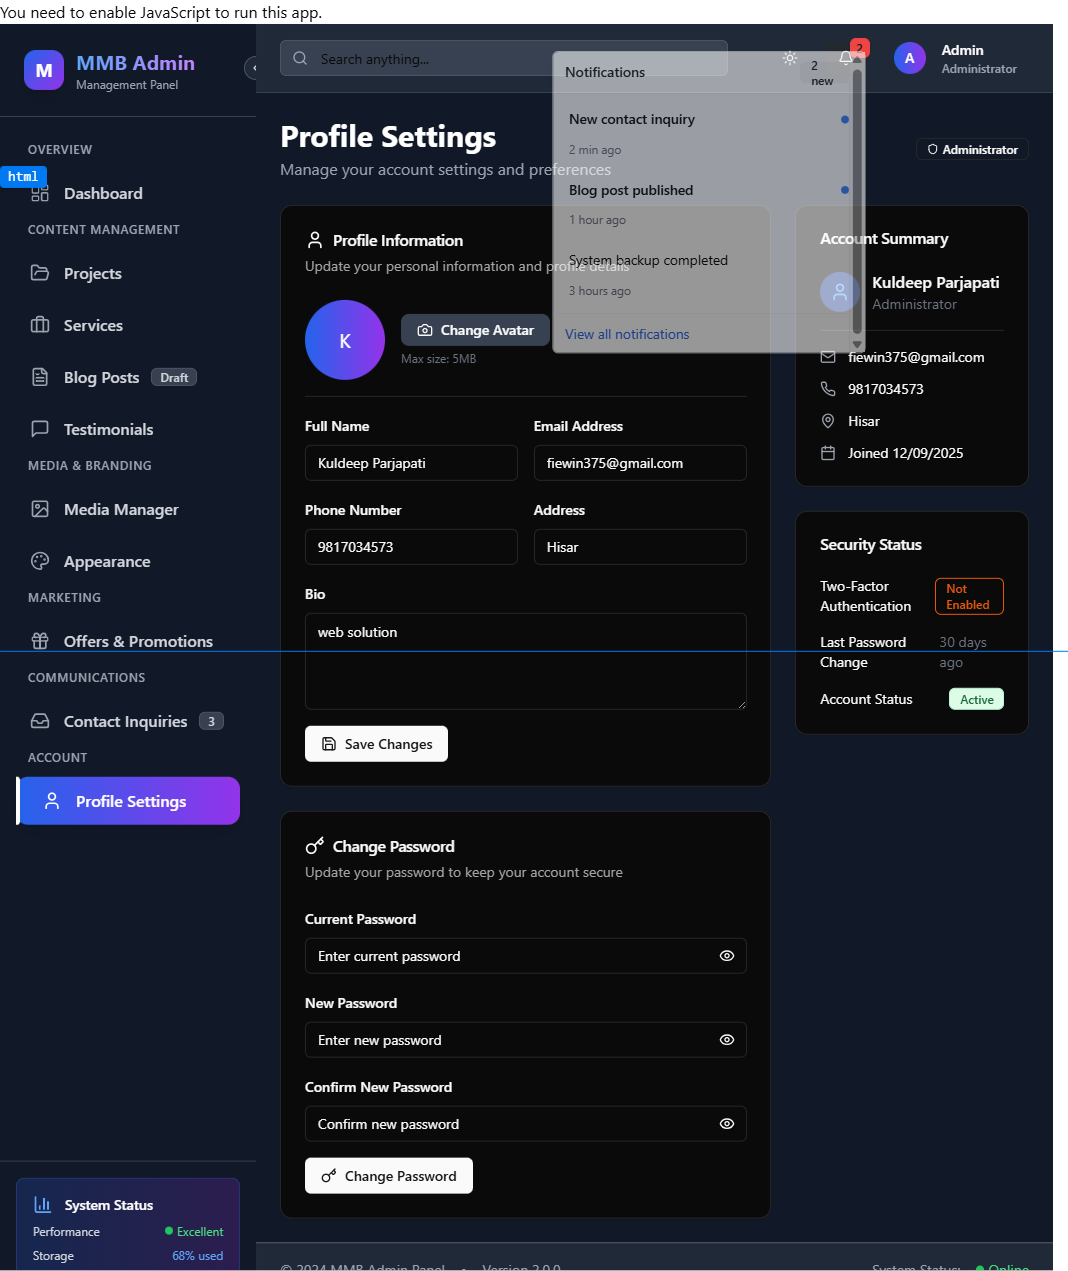 You need to enable JavaScript to run this app.
M
MMB Admin
Management Panel
Search anything...
2
A
Admin
Administrator
Notifications
2
new
New contact inquiry
2 min ago
Blog post published
1 hour ago
System backup completed
3 hours ago
View all notifications
OVERVIEW
html
Dashboard
CONTENT MANAGEMENT
Projects
Services
Blog Posts
Draft
Testimonials
MEDIA & BRANDING
Media Manager
Appearance
MARKETING
Offers & Promotions
COMMUNICATIONS
Contact Inquiries
3
ACCOUNT
Profile Settings
System Status
Performance
Excellent
Storage
68% used
Profile Settings
Manage your account settings and preferences
Administrator
Profile Information
Update your personal information and profile details
K
Change Avatar
Max size: 5MB
Full Name
Email Address
Kuldeep Parjapati
fiewin375@gmail.com
Phone Number
Address
9817034573
Hisar
Bio
web solution
Save Changes
Change Password
Update your password to keep your account secure
Current Password
Enter current password
New Password
Enter new password
Confirm New Password
Confirm new password
Change Password
Account Summary
Kuldeep Parjapati
Administrator
fiewin375@gmail.com
9817034573
Hisar
Joined 12/09/2025
Security Status
Two-Factor
Authentication
Not
Enabled
Last Password
Change
30 days
ago
Account Status
Active
© 2024 MMB Admin Panel • Version 2.0.0
System Status: Online